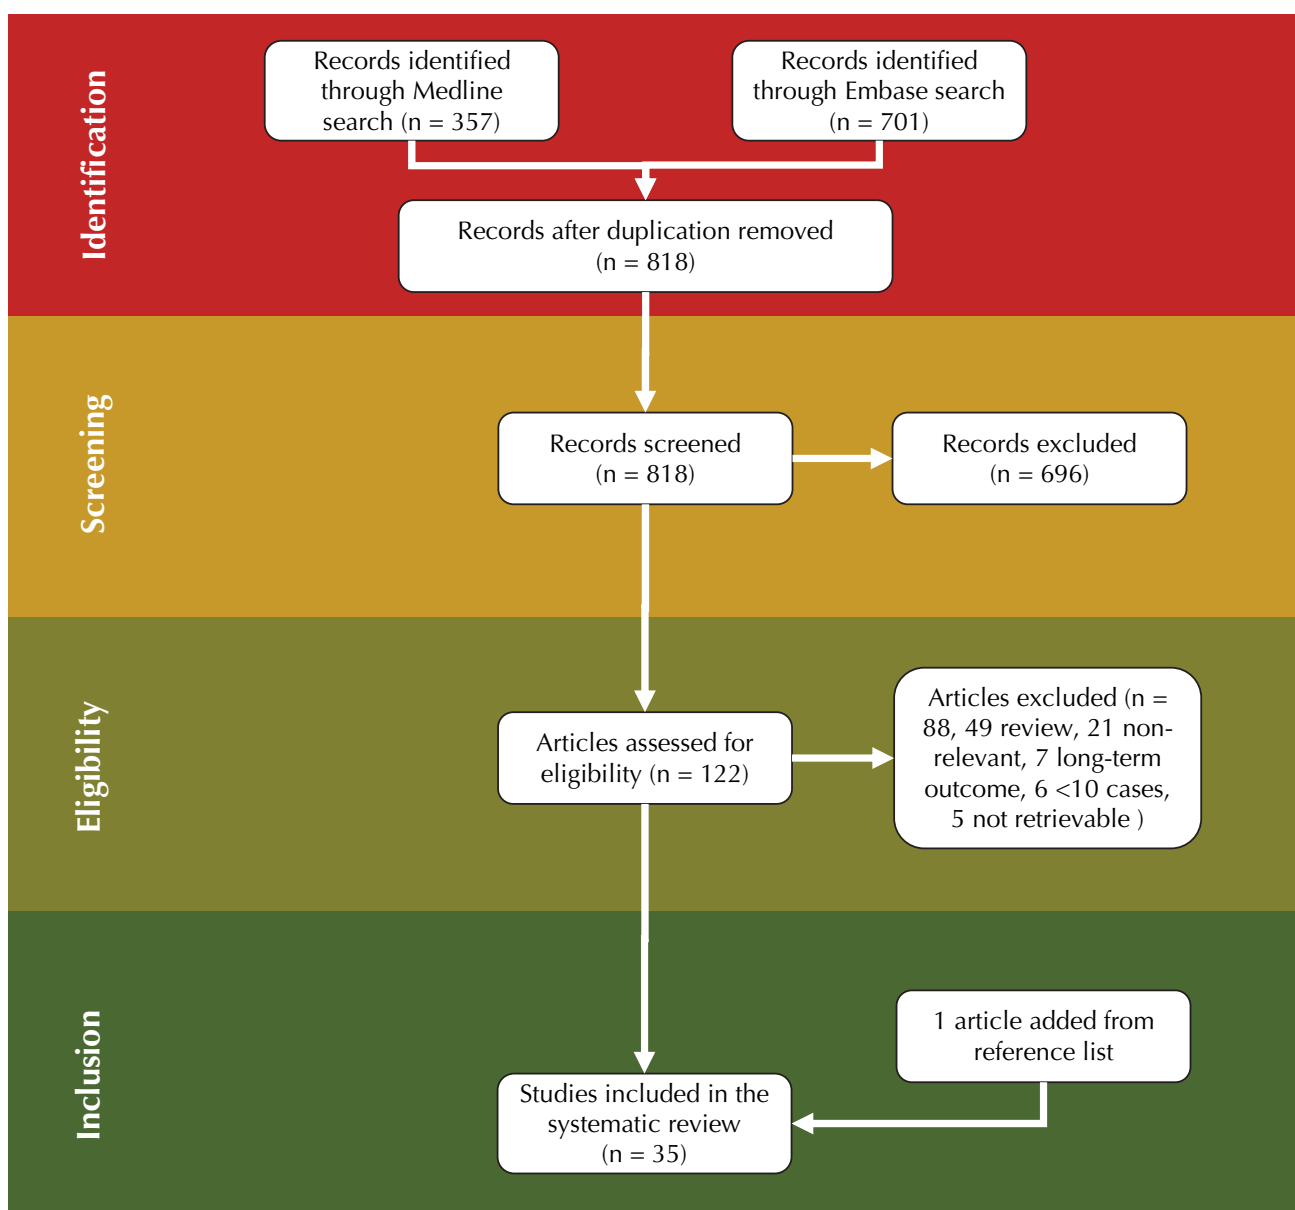 Identification
Records identified
through Medline
search (n = 357)
Records identified
through Embase search
(n = 701)
Records after duplication removed
(n = 818)
Screening
Records screened
(n = 818)
Records excluded
(n = 696)
Eligibility
Articles assessed for
eligibility (n = 122)
Articles excluded (n =
88, 49 review, 21 non-
relevant, 7 long-term
outcome, 6 <10 cases,
5 not retrievable )
Inclusion
1 article added from
reference list
Studies included in the
systematic review
(n = 35)